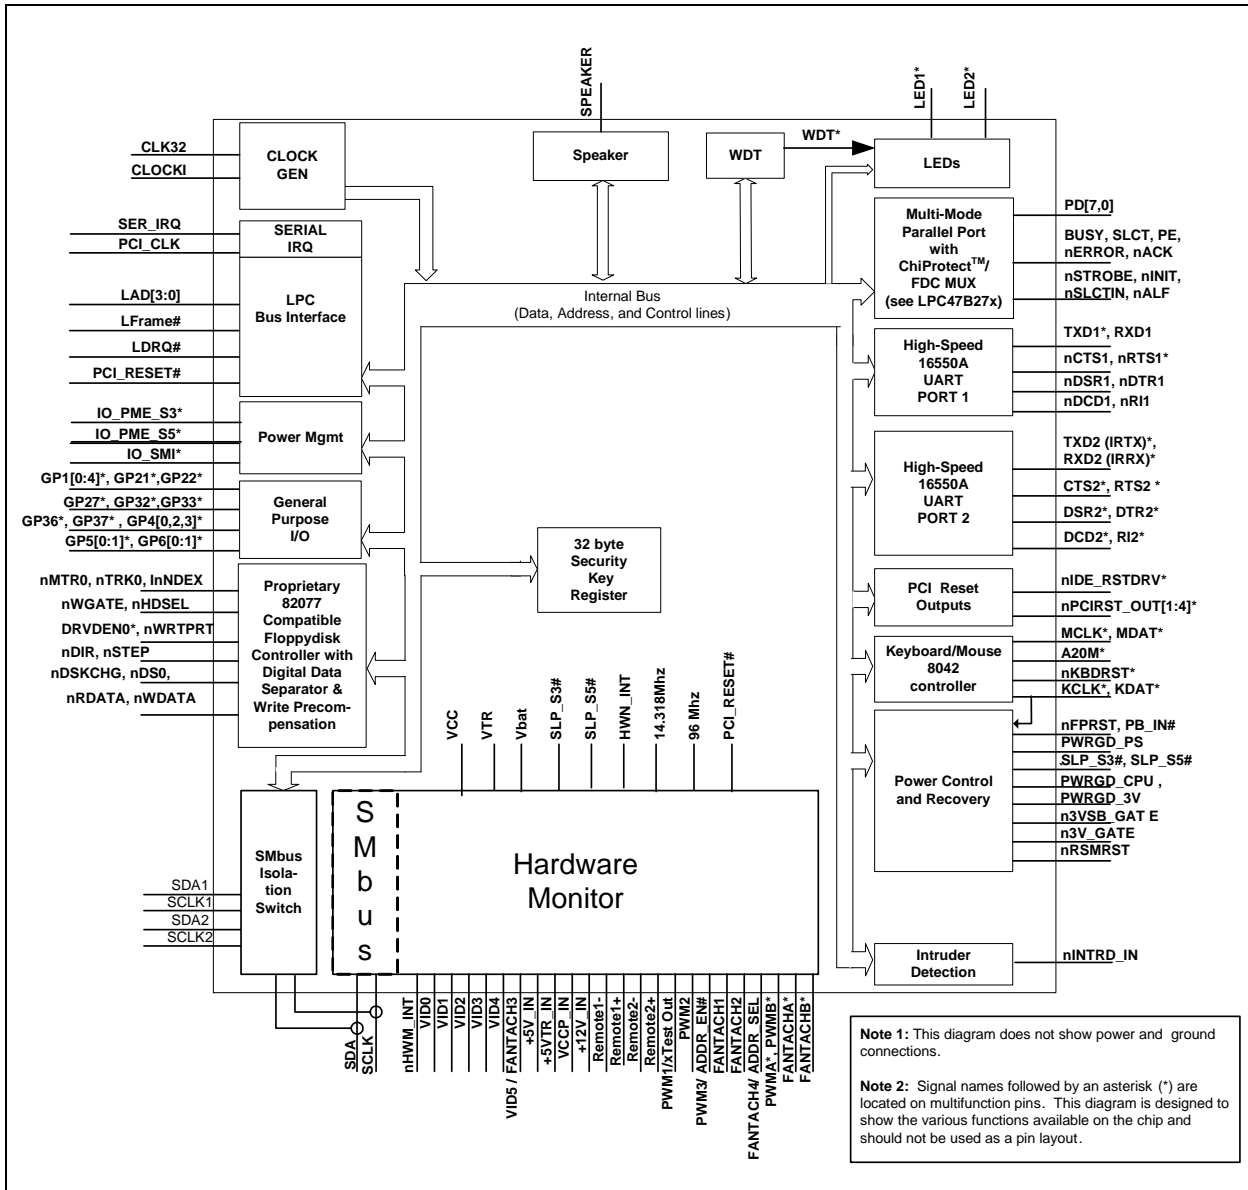 SPEAKER
LED1*
LED2*
CLK32
CLOCKI
CLOCK
GEN
Speaker
WDT
WDT*
LEDs
SER_IRQ
PCI_CLK
SERIAL
IRQ
LAD[3:0]
LFrame#
LDRQ#
PCI_RESET#
LPC
Bus Interface
Internal Bus
(Data, Address, and Control lines)
Multi-Mode
Parallel Port
with
ChiProtect™/
FDC MUX
(see LPC47B27x)
PD[7,0]
BUSY, SLCT, PE,
nERROR, nACK
nSTROBE, nINIT,
nSLCTIN, nALF
High-Speed
16550A
UART
PORT 1
TXD1*, RXD1
nCTS1, nRTS1*
nDSR1, nDTR1
nDCD1, nRI1
IO_PME_S3*
IO_PME_S5*
IO_SMI*
Power Mgmt
High-Speed
16550A
UART
PORT 2
TXD2 (IRTX)*,
RXD2 (IRRX)*
CTS2*, RTS2 *
DSR2*, DTR2*
DCD2*, RI2*
GP1[0:4]*, GP21*,GP22*
GP27*, GP32*,GP33*
GP36*, GP37* , GP4[0,2,3]*
GP5[0:1]*, GP6[0:1]*
General
Purpose
I/O
32 byte
Security
Key
Register
nMTR0, nTRK0, InNDEX
nWGATE, nHDSEL
DRVDEN0*, nWRTPRT
nDIR, nSTEP
nDSKCHG, nDS0,
nRDATA, nWDATA
Proprietary
82077
Compatible
Floppydisk
Controller with
Digital Data
Separator &
Write Precom-
pensation
PCI Reset
Outputs
nIDE_RSTDRV*
nPCIRST_OUT[1:4]*
Keyboard/Mouse
8042
controller
MCLK*, MDAT*
A20M*
nKBDRST*
KCLK*, KDAT*
Power Control
and Recovery
nFPRST, PB_IN#
PWRGD_PS
SLP_S3#, SLP_S5#
PWRGD_CPU ,
PWRGD_3V
n3VSB_GAT E
n3V_GATE
nRSMRST
VCC
VTR
Vbat
SLP_S3#
SLP_S5#
HWN_INT
14.318Mhz
96 Mhz
PCI_RESET#
SMbus
Isola-
tion
Switch
SDA1
SCLK1
SDA2
SCLK2
SMbus
Hardware
Monitor
Intruder
Detection
nINTRD_IN
SDA
SCLK
nHWM_INT
VID0
VID1
VID2
VID3
VID4
VID5 / FANTACH3
+5V_IN
+5VTR_IN
VCCP_IN
+12V_IN
Remote1-
Remote1+
Remote2-
Remote2+
PWM1/xTest Out
PWM2
PWM3/ ADDR_EN#
FANTACH1
FANTACH2
FANTACH4/ ADDR_SEL
PWMA*, PWMB*
FANTACHA*
FANTACHB*
Note 1: This diagram does not show power and ground
connections.
Note 2: Signal names followed by an asterisk (*) are
located on multifunction pins. This diagram is designed to
show the various functions available on the chip and
should not be used as a pin layout.